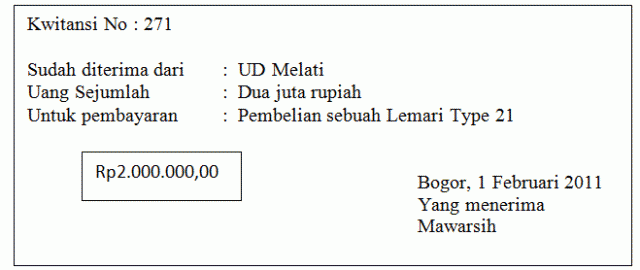 Kwitansi No : 271
Sudah diterima dari : UD Melati
Uang Sejumlah : Dua juta rupiah
Untuk pembayaran : Pembelian sebuah Lemari Type 21
Rp2.000.000,00
Bogor, 1 Februari 2011
Yang menerima
Mawarsih